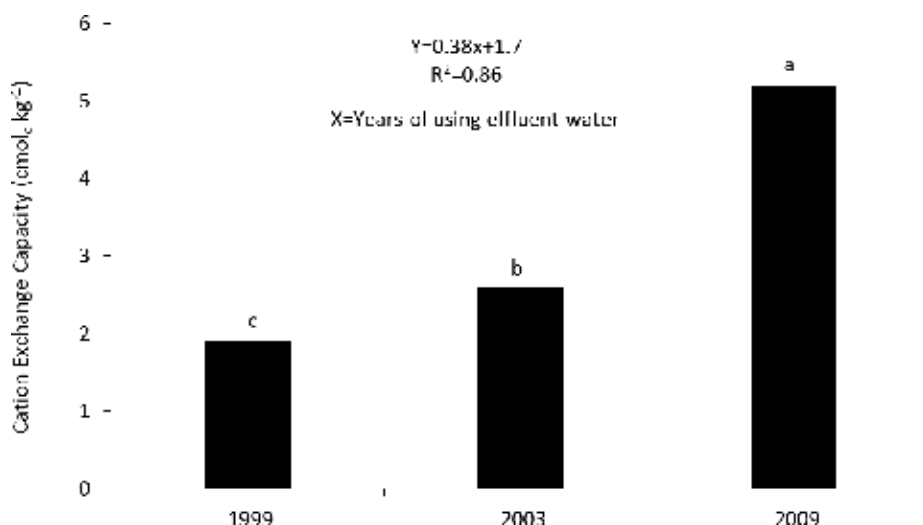 6
Y=0.38x+1.7
R²=0.86
a
5
X=Years of using effluent water
4
3
b
2
c
1
0
1999
2003
2009
Cation Exchange Capacity (cmol꜀ kg⁻¹)